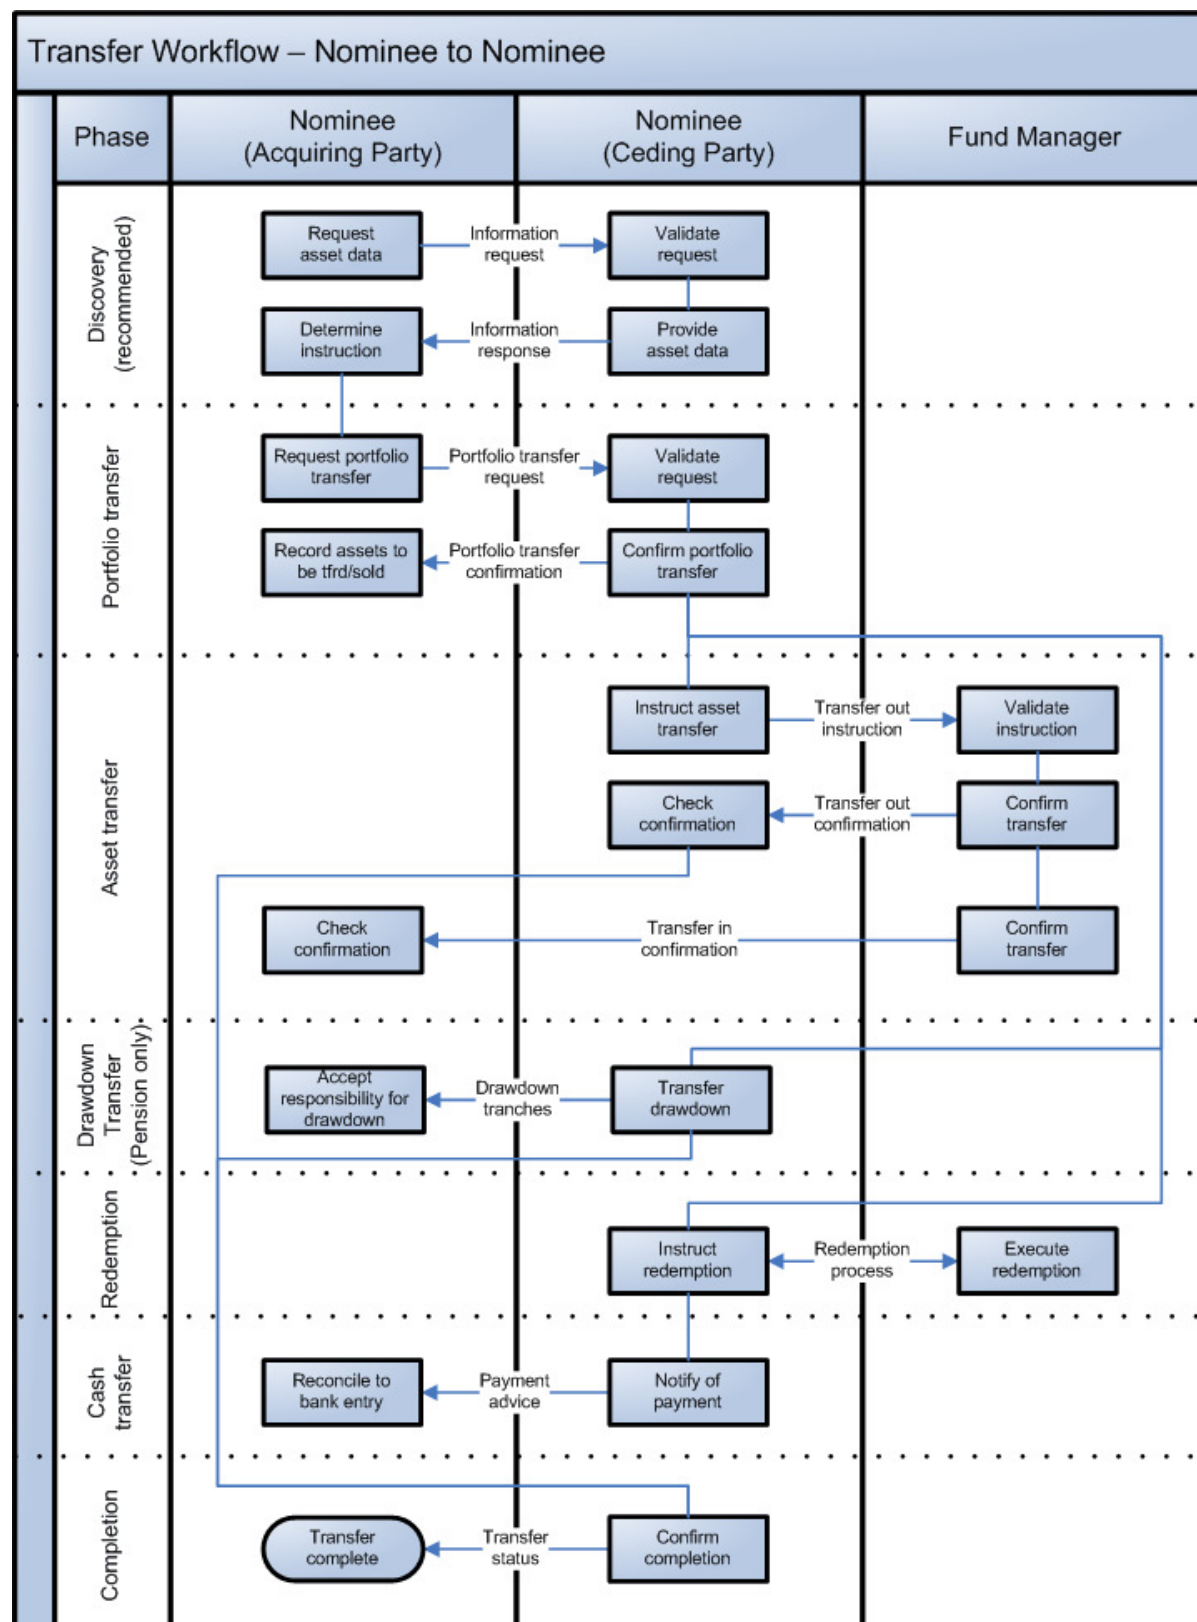 Transfer Workflow – Nominee to Nominee
Phase
Nominee
(Acquiring Party)
Nominee
(Ceding Party)
Fund Manager
Discovery
(recommended)
Request
asset data
Information
request
Validate
request
Determine
instruction
Information
response
Provide
asset data
Portfolio transfer
Request portfolio
transfer
Portfolio transfer
request
Validate
request
Record assets to
be tfrd/sold
Portfolio transfer
confirmation
Confirm portfolio
transfer
Asset transfer
Instruct asset
transfer
Transfer out
instruction
Validate
instruction
Check
confirmation
Transfer out
confirmation
Confirm
transfer
Check
confirmation
Transfer in
confirmation
Confirm
transfer
Drawdown
Transfer
(Pension only)
Accept
responsibility for
drawdown
Drawdown
tranches
Transfer
drawdown
Redemption
Instruct
redemption
Redemption
process
Execute
redemption
Cash
transfer
Reconcile to
bank entry
Payment
advice
Notify of
payment
Completion
Transfer
complete
Transfer
status
Confirm
completion